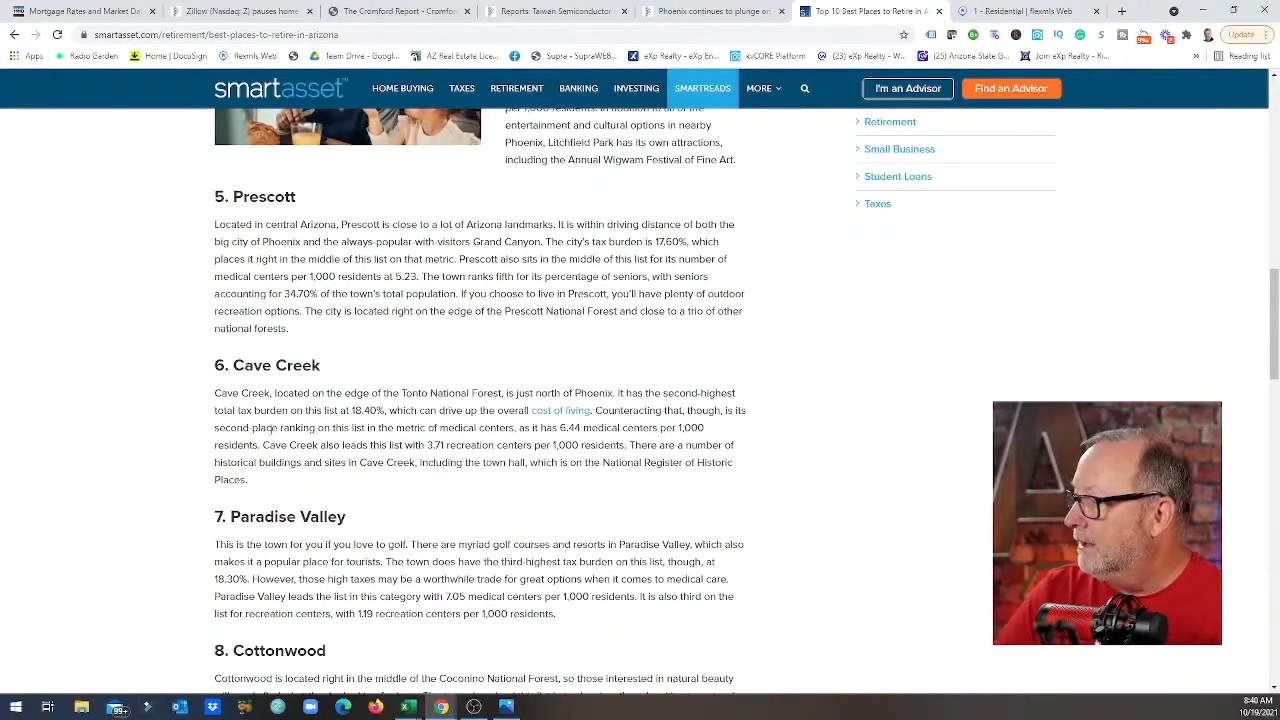 Mortgage Rates and Market Da
Zillow (Nasdaq: Z) pauses home
The Cromford Report - Cromfor
Reports: Taiwan Semiconductor
Phoenix continues to plunge on
Top 10 Best Places to Retire in A
1 - Residential | flexmls Web
smartasset.com/retirement/best-places-to-retire-in-arizona
Update
Apps
Radio Garden
Home | DocuSign
flexmls Web
Team Drive - Googl...
AZ Real Estate Lice...
Supra - SupraWEB...
eXp Realty - eXp En...
kvCORE Platform
(23) eXp Realty - W...
(25) Arizona State G...
Join eXp Realty - Ri...
»
Reading list
smartasset™
HOME BUYING
TAXES
RETIREMENT
BANKING
INVESTING
SMARTREADS
MORE
I'm an Advisor
Find an Advisor
per 1,000 residents. In addition to all of the
entertainment and cultural options in nearby
Phoenix, Litchfield Park has its own attractions,
including the Annual Wigwam Festival of Fine Art.
Retirement
Small Business
Student Loans
Taxes
5. Prescott
Located in central Arizona, Prescott is close to a lot of Arizona landmarks. It is within driving distance of both the
big city of Phoenix and the always-popular-with-visitors Grand Canyon. The city's tax burden is 17.60%, which
places it right in the middle of this list on that metric. Prescott also sits in the middle of this list for its number of
medical centers per 1,000 residents at 5.23. The town ranks fifth for its percentage of seniors, with seniors
accounting for 34.70% of the town's total population. If you choose to live in Prescott, you'll have plenty of outdoor
recreation options. The city is located right on the edge of the Prescott National Forest and close to a trio of other
national forests.
6. Cave Creek
Cave Creek, located on the edge of the Tonto National Forest, is just north of Phoenix. It has the second-highest
total tax burden on this list at 18.40%, which can drive up the overall cost of living. Counteracting that, though, is its
second-place ranking on this list in the metric of medical centers, as it has 6.44 medical centers per 1,000
residents. Cave Creek also leads this list with 3.71 recreation centers per 1,000 residents. There are a number of
historical buildings and sites in Cave Creek, including the town hall, which is on the National Register of Historic
Places.
7. Paradise Valley
This is the town for you if you love to golf. There are myriad golf courses and resorts in Paradise Valley, which also
makes it a popular place for tourists. The town does have the third-highest tax burden on this list, though, at
18.30%. However, those high taxes may be a worthwhile trade for great options when it comes to medical care.
Paradise Valley leads the list in this category with 7.05 medical centers per 1,000 residents. It is also third on the
list for recreation centers, with 1.19 recreation centers per 1,000 residents.
8. Cottonwood
Cottonwood is located right in the middle of the Coconino National Forest, so those interested in natural beauty
8:40 AM
10/19/2021